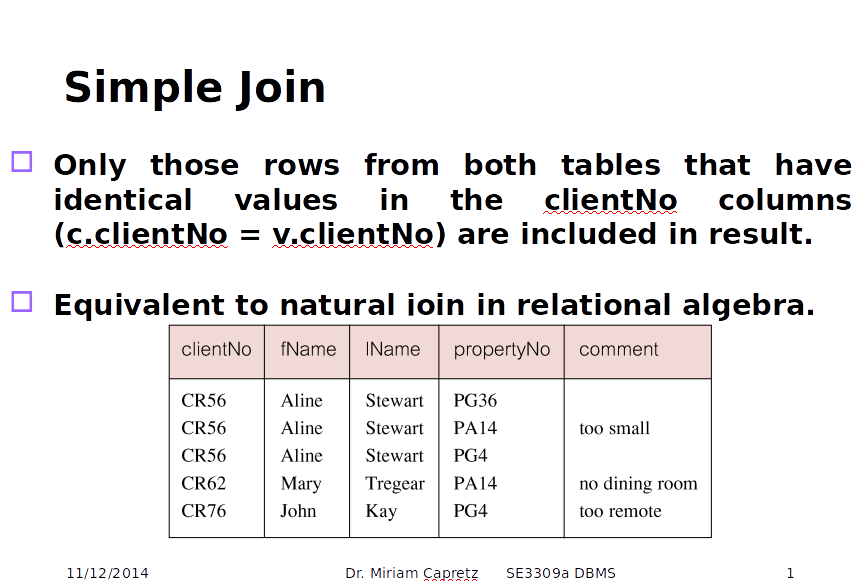 Simple Join
Only those rows from both tables that have
identical values in the clientNo columns
(c.clientNo = v.clientNo) are included in result.
Equivalent to natural join in relational algebra.
clientNo fName lName propertyNo comment
CR56 Aline Stewart PG36
CR56 Aline Stewart PA14 too small
CR56 Aline Stewart PG4
CR62 Mary Tregear PA14 no dining room
CR76 John Kay PG4 too remote
11/12/2014 Dr. Miriam Capretz SE3309a DBMS 1